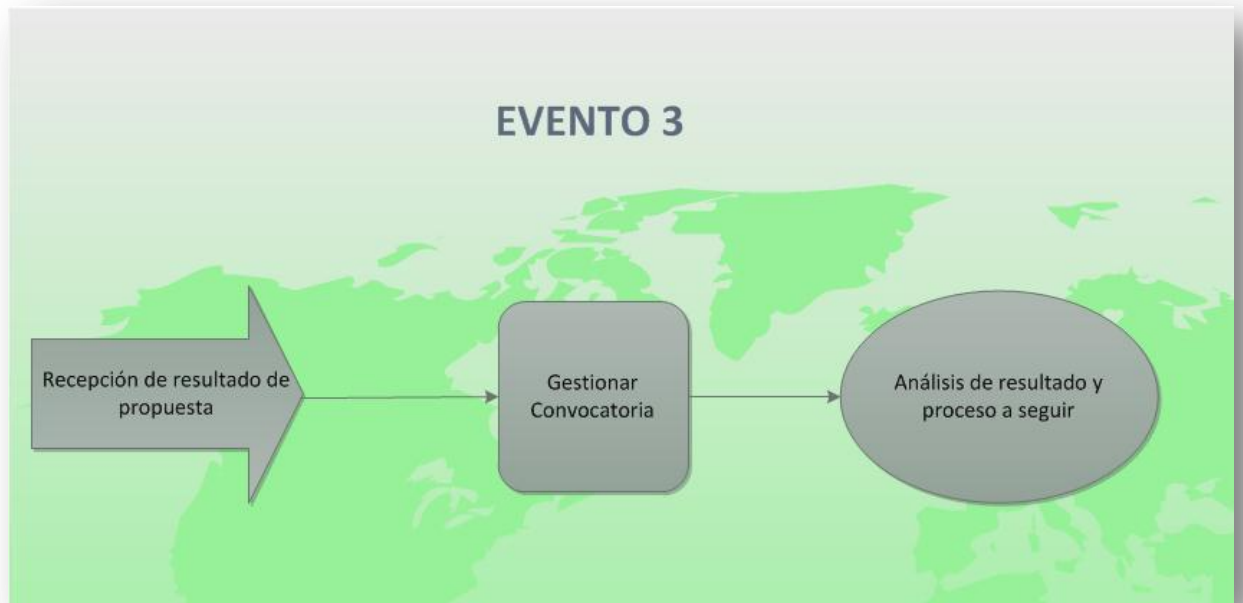 EVENTO 3
Recepción de resultado de
propuesta
Gestionar
Convocatoria
Análisis de resultado y
proceso a seguir